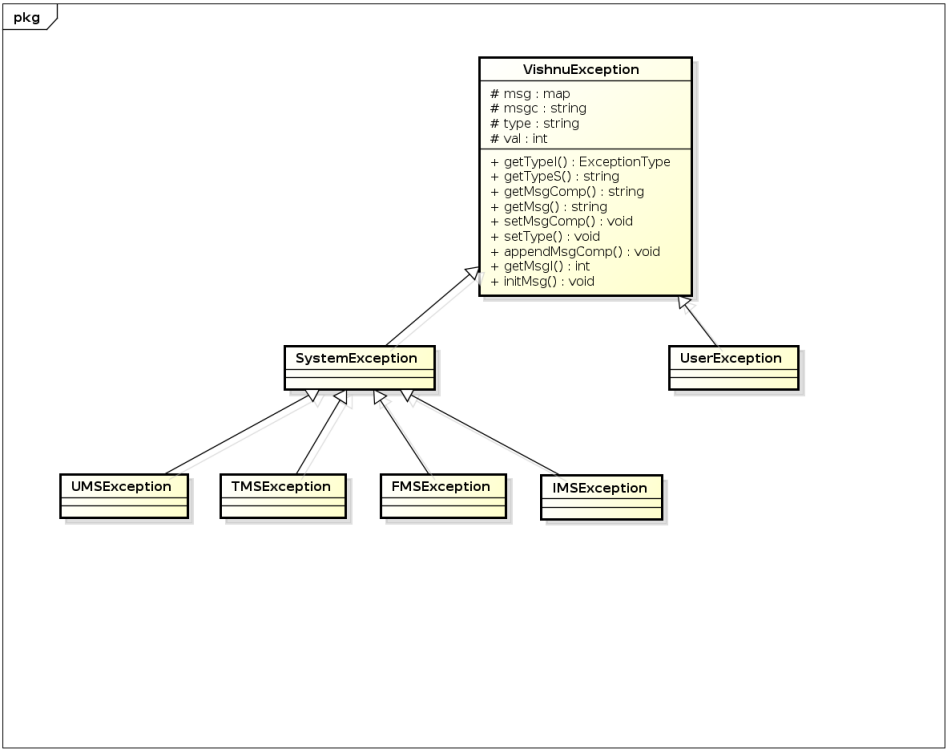 pkg
VishnuException
# msg : map
# msgc : string
# type : string
# val : int
+ getTypeI() : ExceptionType
+ getTypeS() : string
+ getMsgComp() : string
+ getMsg() : string
+ setMsgComp() : void
+ setType() : void
+ appendMsgComp() : void
+ getMsgI() : int
+ initMsg() : void
SystemException
UserException
UMSException
TMSException
FMSException
IMSException